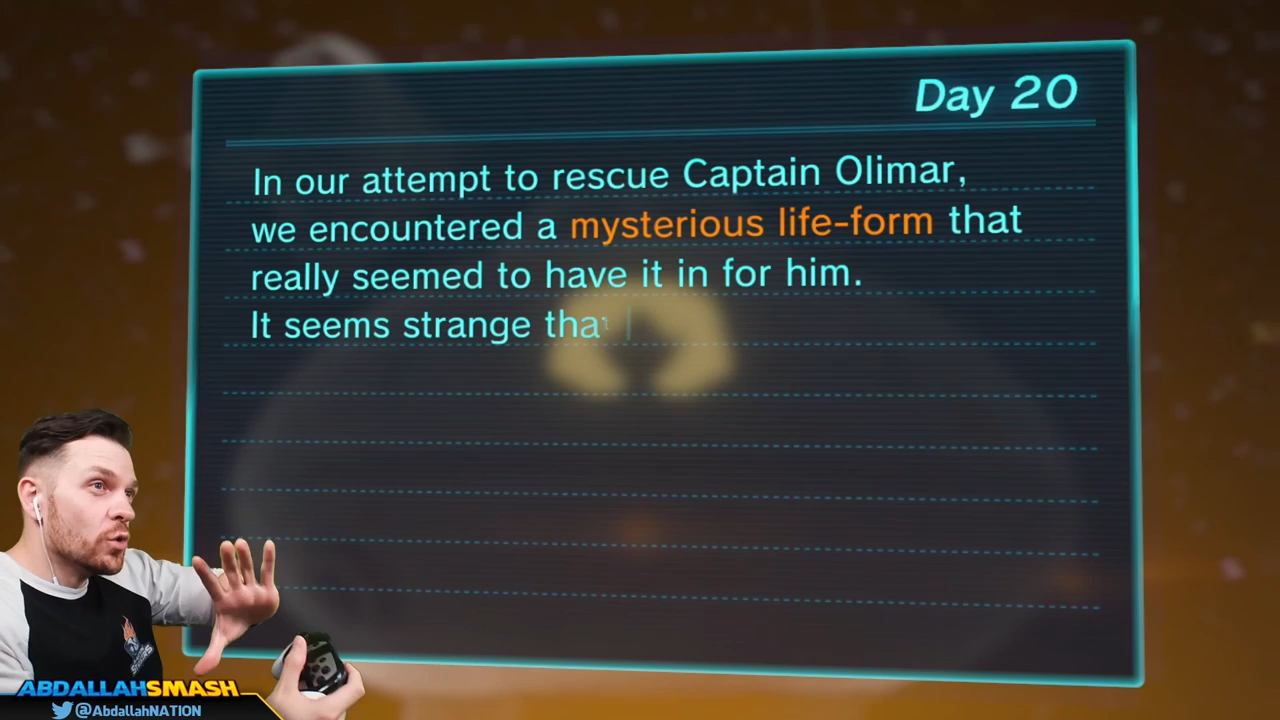 Day 20
In our attempt to rescue Captain Olimar,
we encountered a mysterious life-form that
really seemed to have it in for him.
It seems strange that
ABDALLAHSMASH
@AbdallahNATION